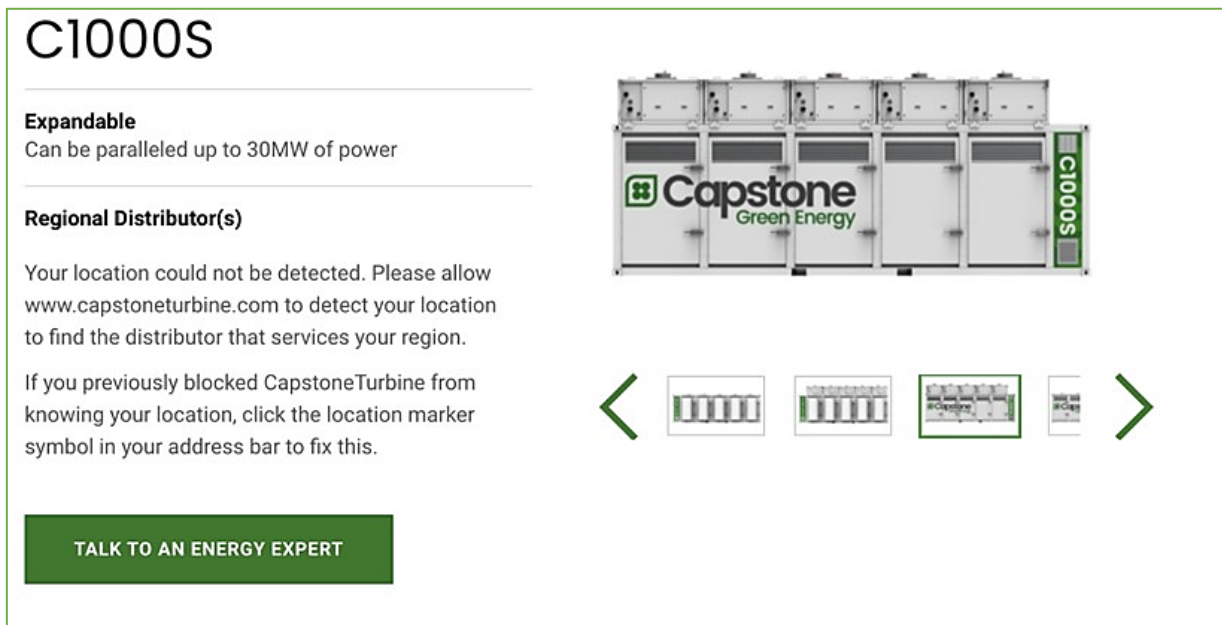 C1000S
Expandable
Can be paralleled up to 30MW of power
Regional Distributor(s)
Your location could not be detected. Please allow
www.capstoneturbine.com to detect your location
to find the distributor that services your region.
If you previously blocked CapstoneTurbine from
knowing your location, click the location marker
symbol in your address bar to fix this.
TALK TO AN ENERGY EXPERT
Capstone
Green Energy
C1000S